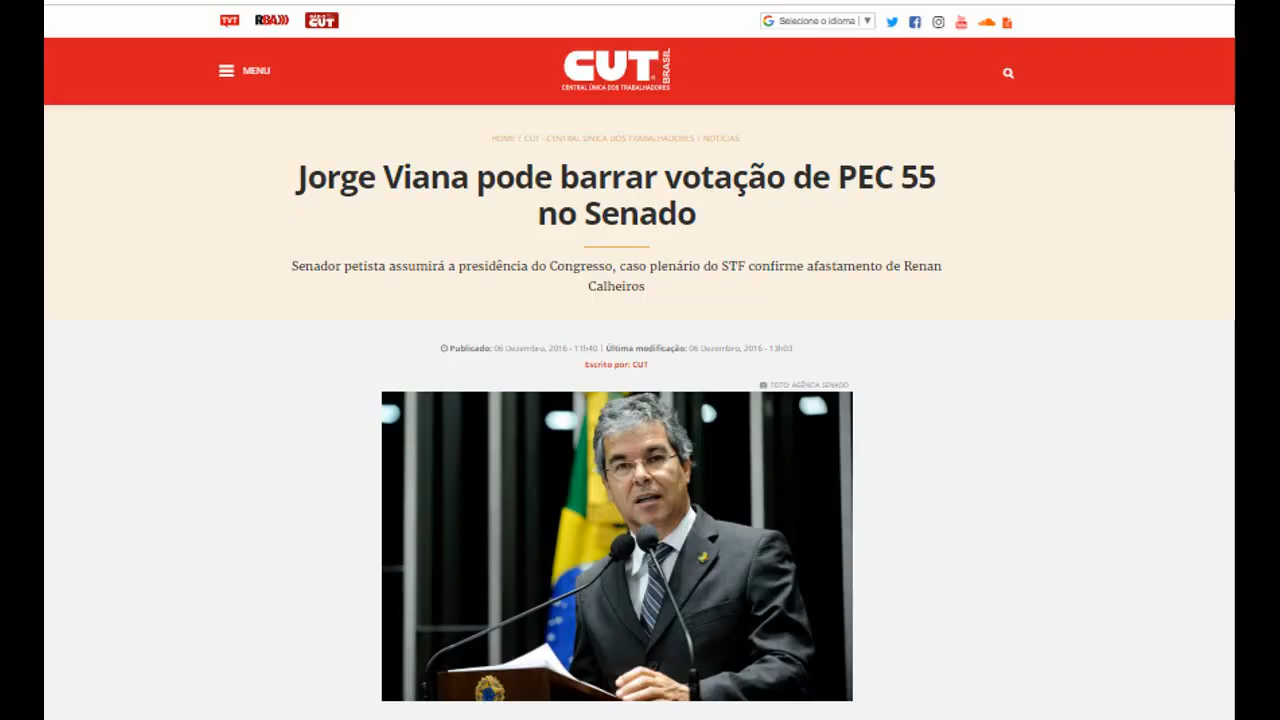 TVT RBA RÁDIO CUT Selecione o idioma
MENU
CUT BRASIL
CENTRAL ÚNICA DOS TRABALHADORES
HOME | CUT - CENTRAL ÚNICA DOS TRABALHADORES | NOTÍCIAS
Jorge Viana pode barrar votação de PEC 55
no Senado
Senador petista assumirá a presidência do Congresso, caso plenário do STF confirme afastamento de Renan
Calheiros
Publicado: 06 Dezembro, 2016 - 11h40 | Última modificação: 06 Dezembro, 2016 - 13h03
Escrito por: CUT
FOTO: AGÊNCIA SENADO